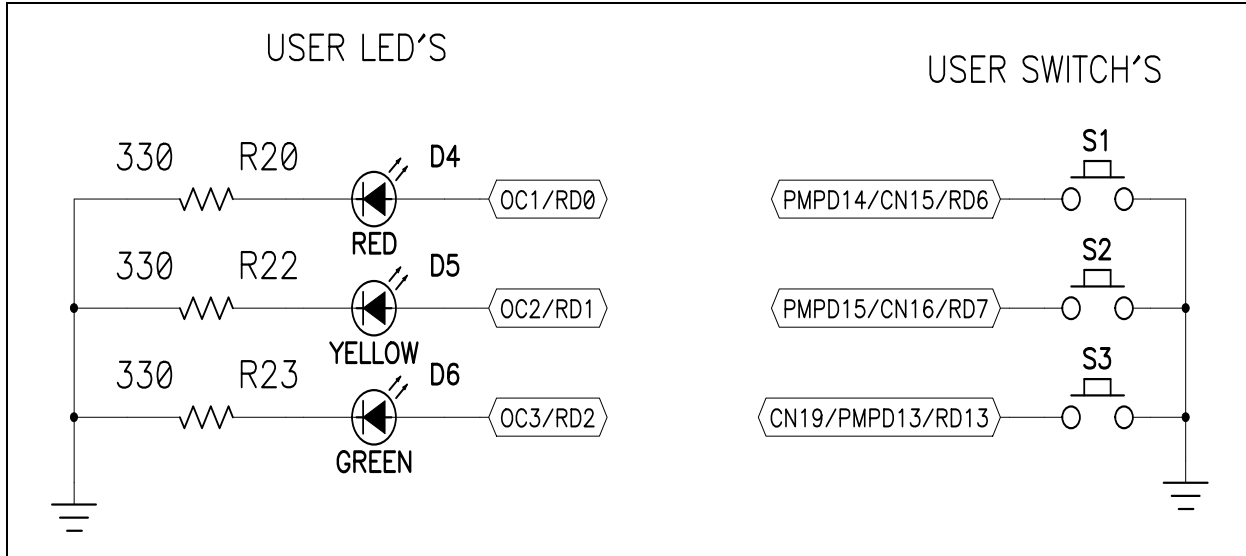 USER LED'S
330 R20 D4
OC1/RD0
RED
330 R22 D5
OC2/RD1
YELLOW
330 R23 D6
OC3/RD2
GREEN
USER SWITCH'S
S1
PMPD14/CN15/RD6
S2
PMPD15/CN16/RD7
S3
CN19/PMPD13/RD13